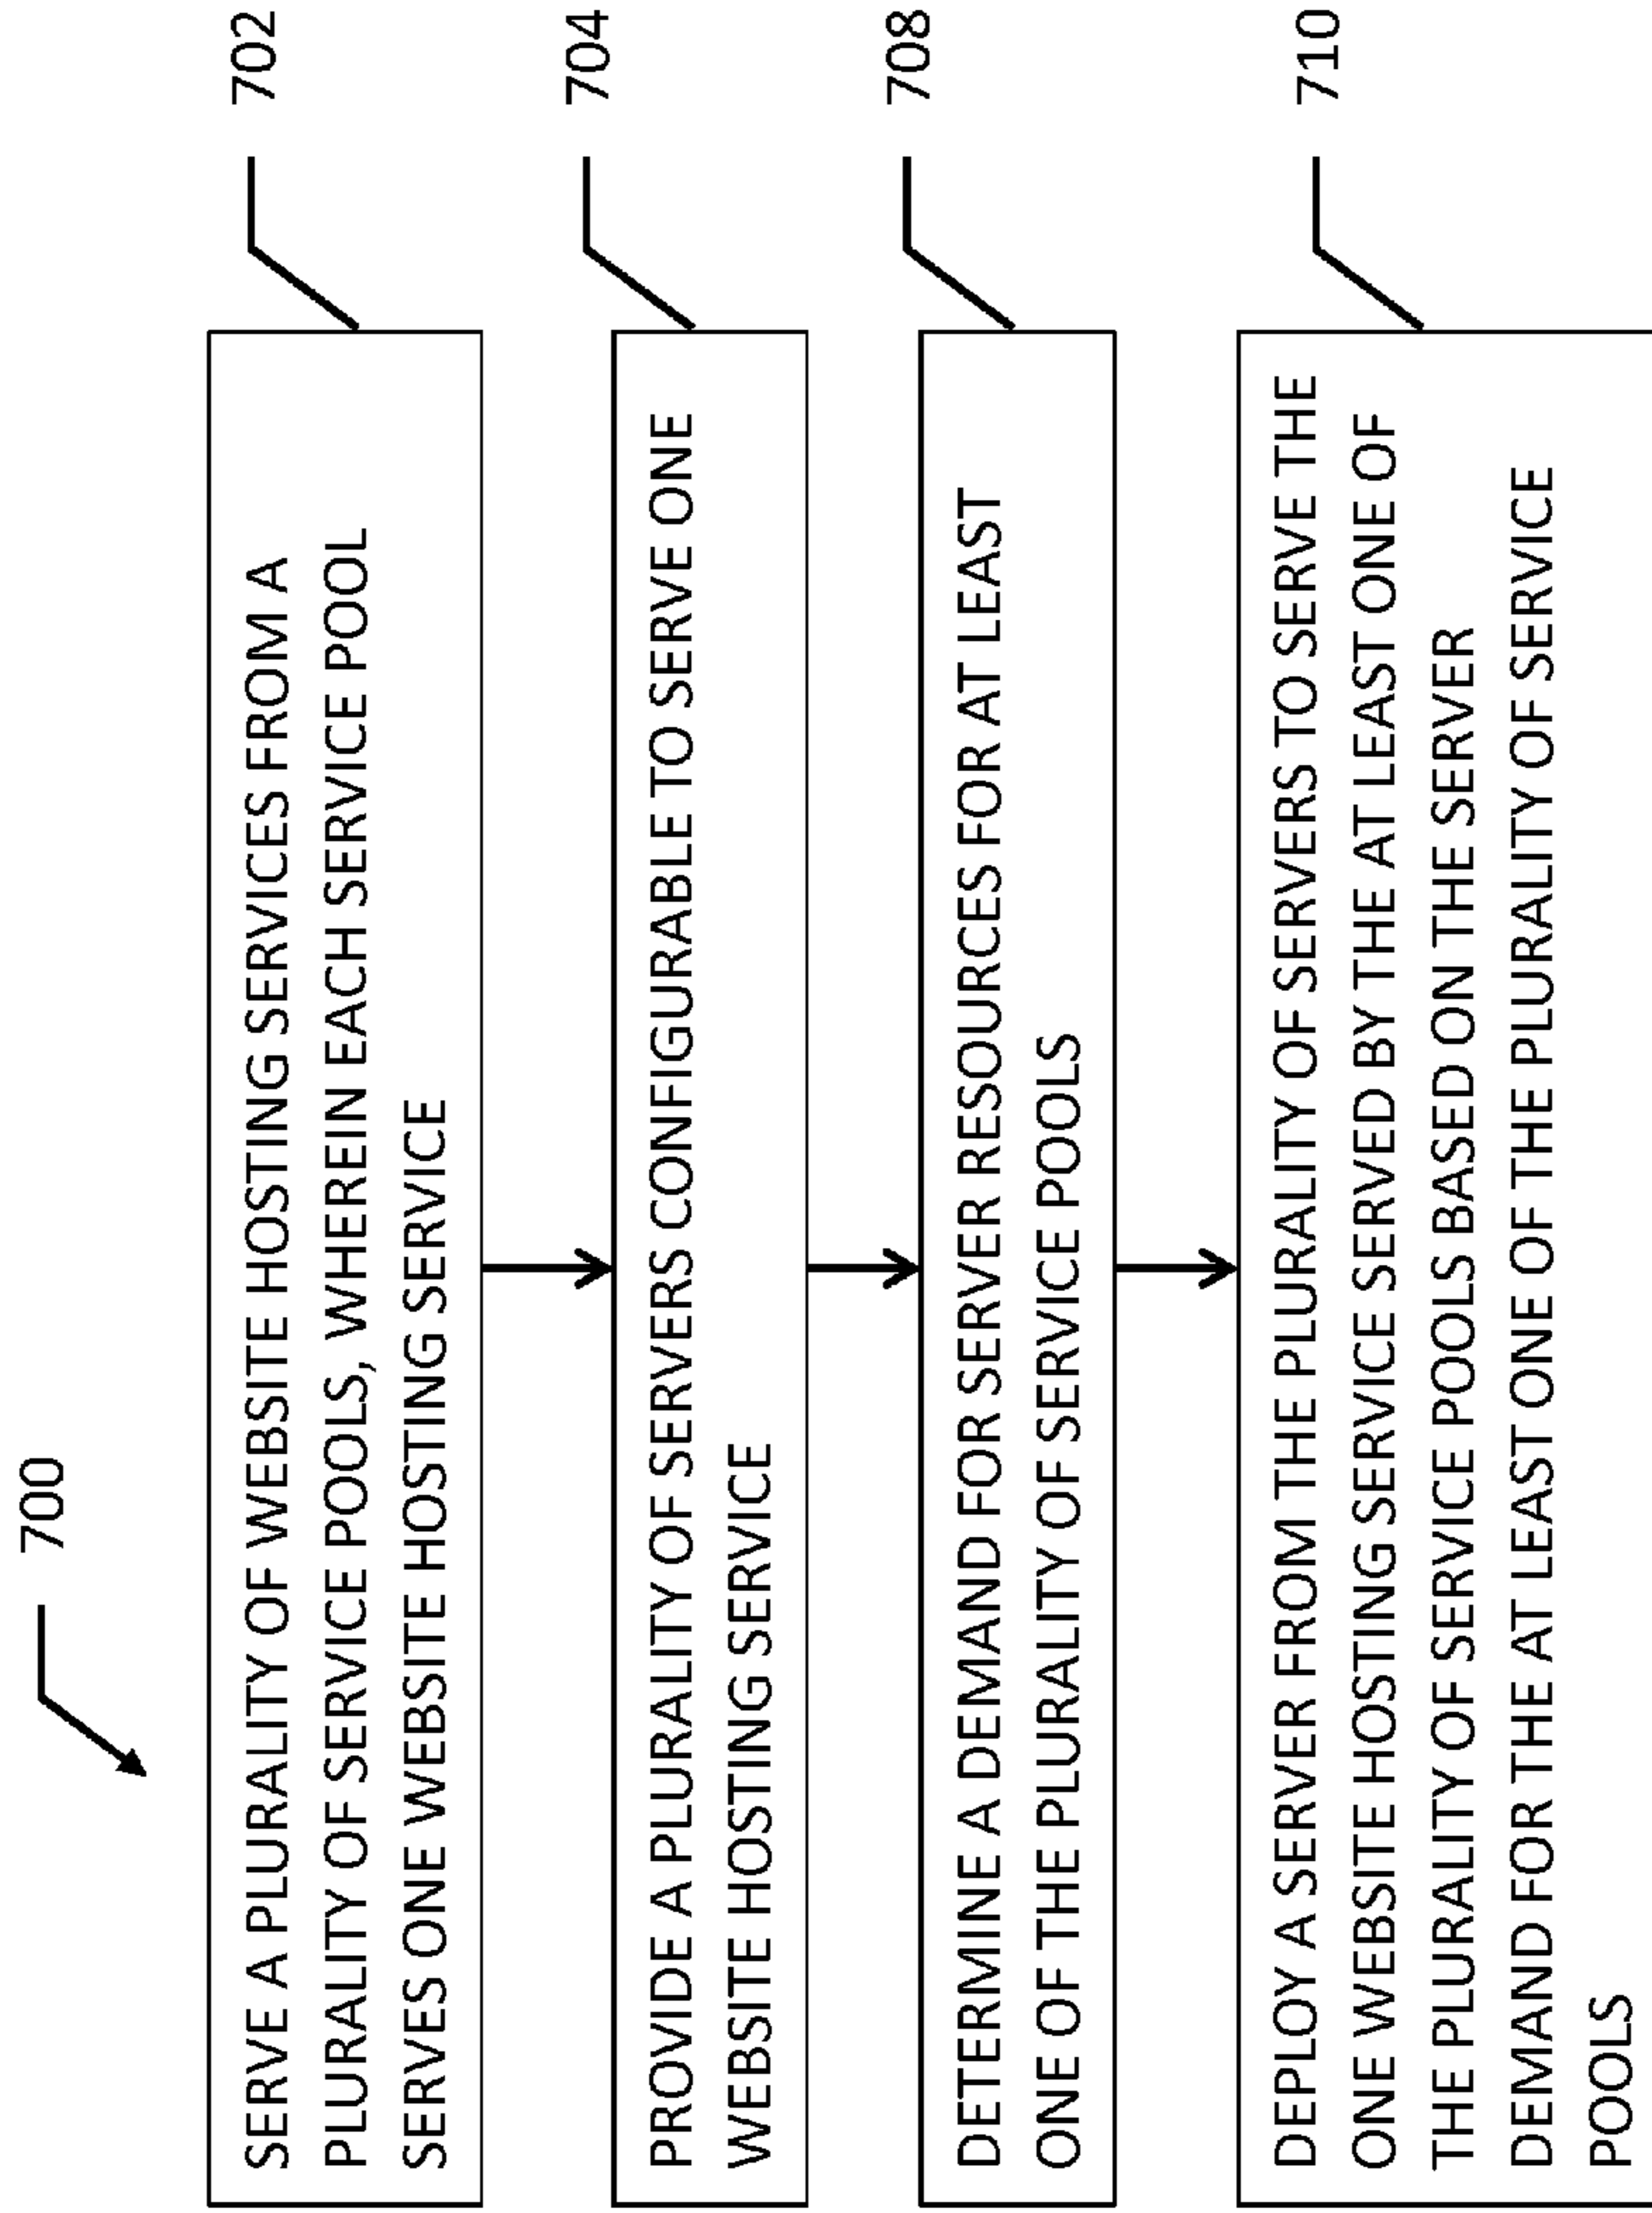 700
SERVE A PLURALITY OF WEBSITE HOSTING SERVICES FROM A
PLURALITY OF SERVICE POOLS, WHEREIN EACH SERVICE POOL
SERVES ONE WEBSITE HOSTING SERVICE
702
PROVIDE A PLURALITY OF SERVERS CONFIGURABLE TO SERVE ONE
WEBSITE HOSTING SERVICE
704
DETERMINE A DEMAND FOR SERVER RESOURCES FOR AT LEAST
ONE OF THE PLURALITY OF SERVICE POOLS
708
DEPLOY A SERVER FROM THE PLURALITY OF SERVERS TO SERVE THE
ONE WEBSITE HOSTING SERVICE SERVED BY THE AT LEAST ONE OF
THE PLURALITY OF SERVICE POOLS BASED ON THE SERVER
DEMAND FOR THE AT LEAST ONE OF THE PLURALITY OF SERVICE
POOLS
710